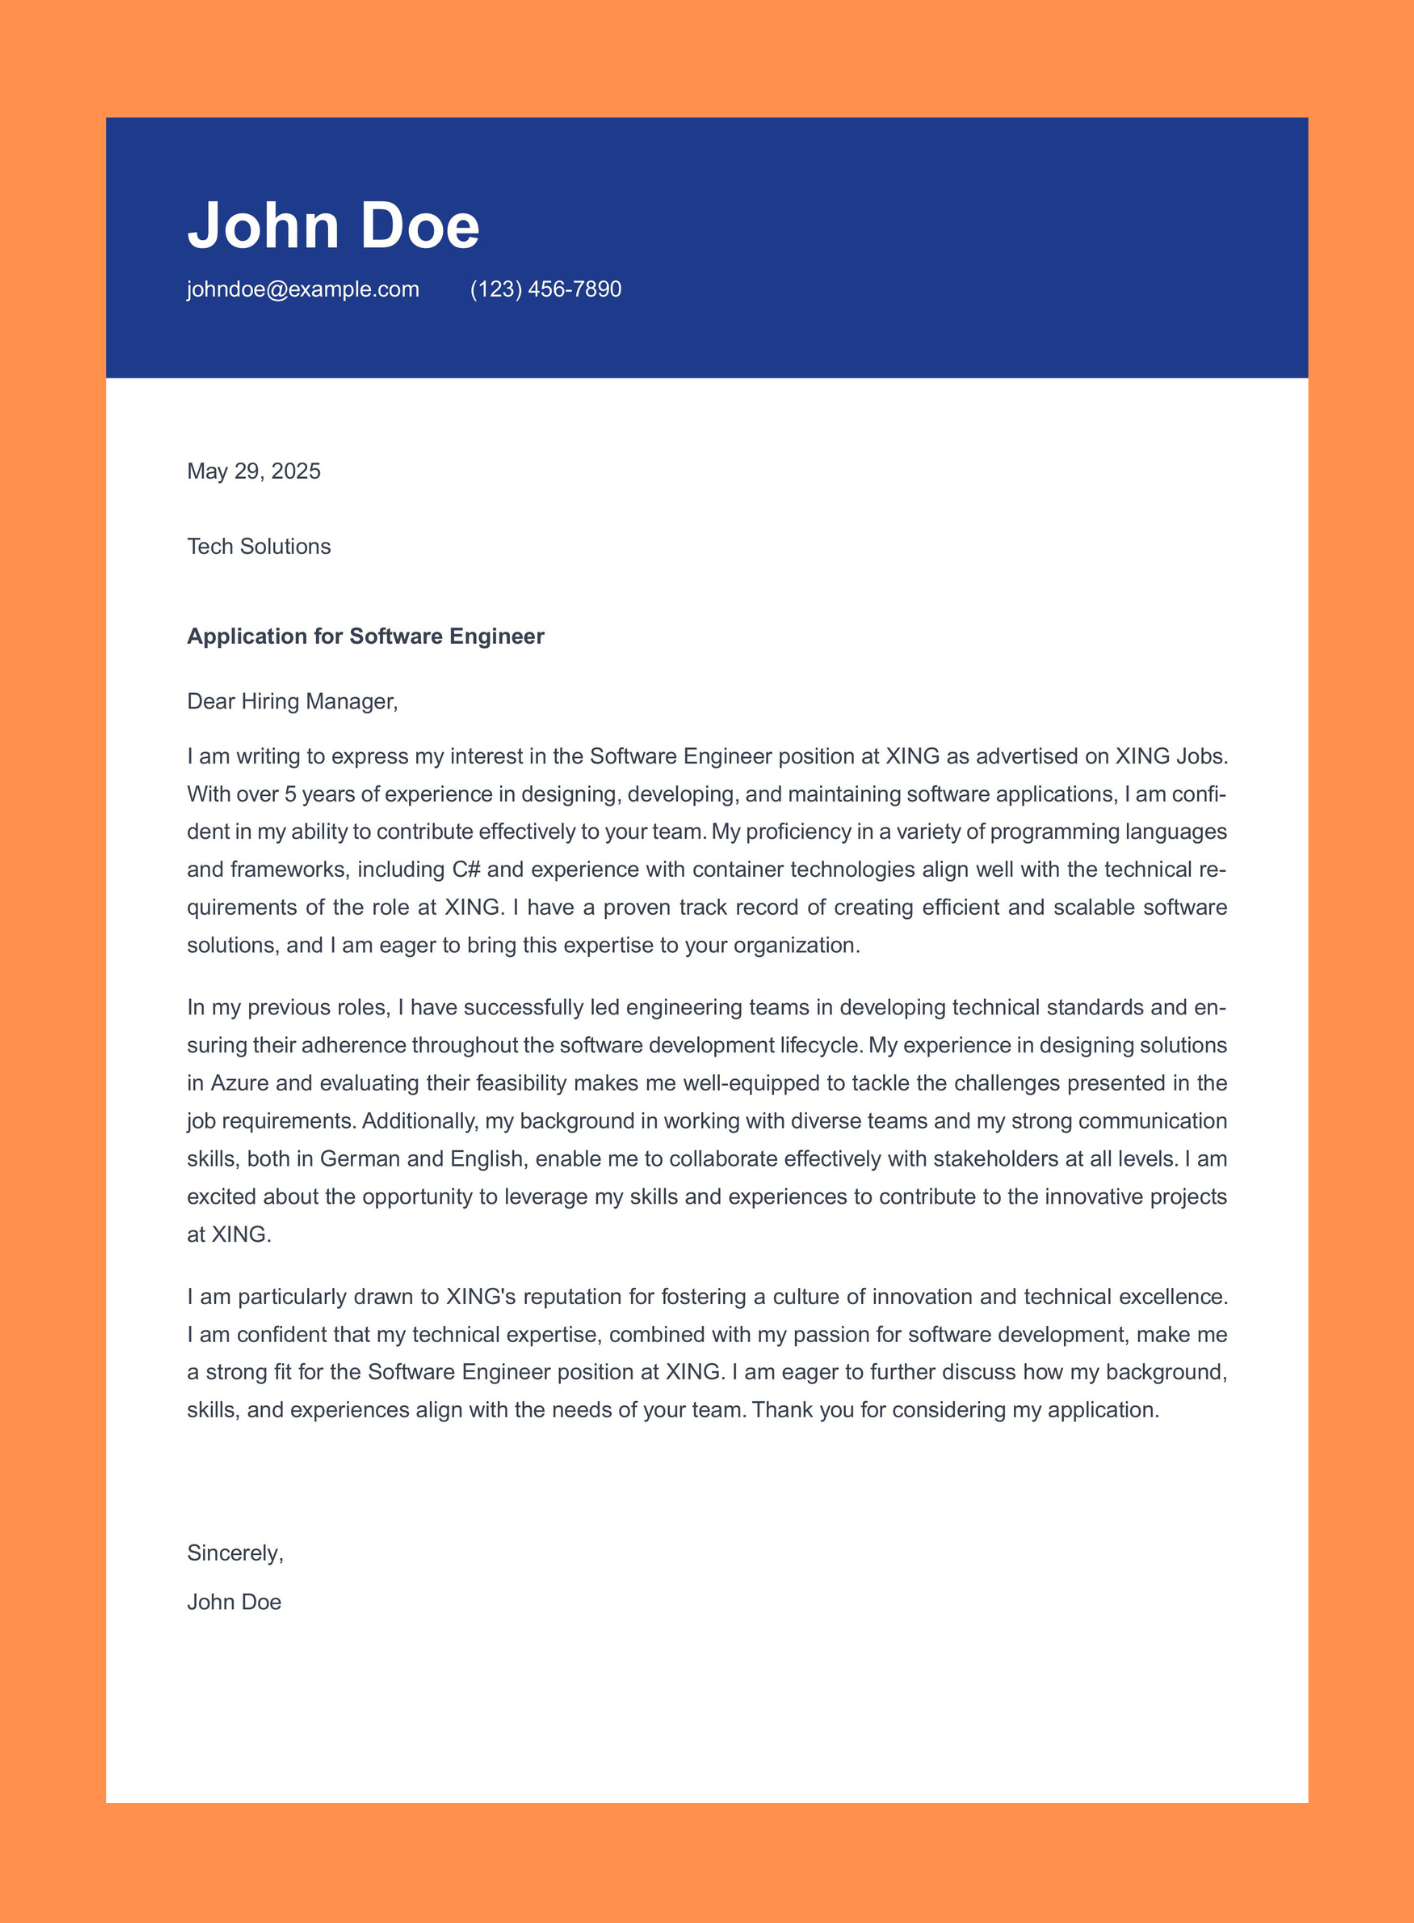 John Doe
johndoe@example.com (123) 456-7890
May 29, 2025
Tech Solutions
Application for Software Engineer
Dear Hiring Manager,
I am writing to express my interest in the Software Engineer position at XING as advertised on XING Jobs.
With over 5 years of experience in designing, developing, and maintaining software applications, I am confi-
dent in my ability to contribute effectively to your team. My proficiency in a variety of programming languages
and frameworks, including C# and experience with container technologies align well with the technical re-
quirements of the role at XING. I have a proven track record of creating efficient and scalable software
solutions, and I am eager to bring this expertise to your organization.
In my previous roles, I have successfully led engineering teams in developing technical standards and en-
suring their adherence throughout the software development lifecycle. My experience in designing solutions
in Azure and evaluating their feasibility makes me well-equipped to tackle the challenges presented in the
job requirements. Additionally, my background in working with diverse teams and my strong communication
skills, both in German and English, enable me to collaborate effectively with stakeholders at all levels. I am
excited about the opportunity to leverage my skills and experiences to contribute to the innovative projects
at XING.
I am particularly drawn to XING's reputation for fostering a culture of innovation and technical excellence.
I am confident that my technical expertise, combined with my passion for software development, make me
a strong fit for the Software Engineer position at XING. I am eager to further discuss how my background,
skills, and experiences align with the needs of your team. Thank you for considering my application.
Sincerely,
John Doe